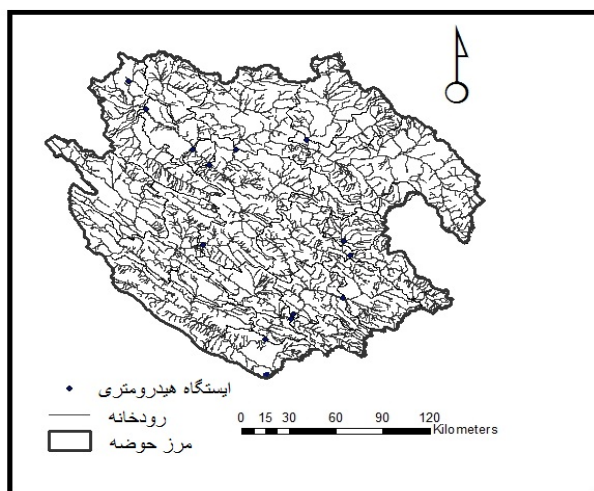 ایستگاه هیدرومتری
رودخانه
مرز حوضه
0 15 30 60 90 120
Kilometers